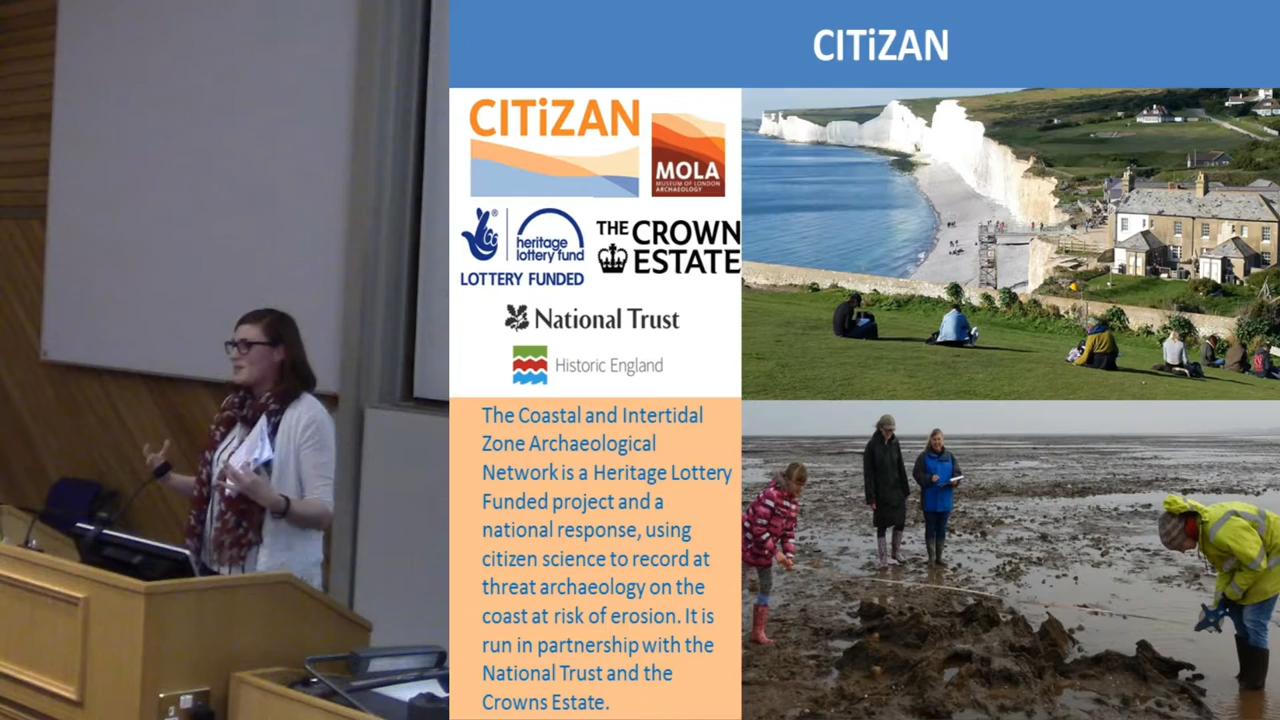 CITiZAN
CITiZAN
MOLA
MUSEUM OF LONDON
ARCHAEOLOGY
heritage
lottery fund
LOTTERY FUNDED
THE CROWN
ESTATE
National Trust
Historic England
The Coastal and Intertidal
Zone Archaeological
Network is a Heritage Lottery
Funded project and a
national response, using
citizen science to record at
threat archaeology on the
coast at risk of erosion. It is
run in partnership with the
National Trust and the
Crowns Estate.